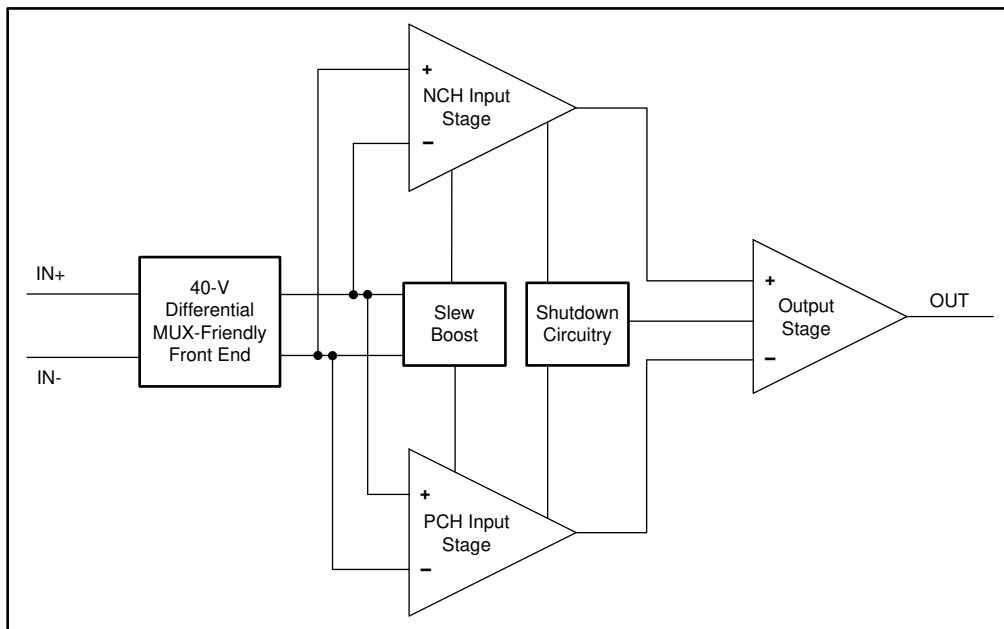 +
NCH Input
Stage
−
IN+
40-V
Differential
MUX-Friendly
Front End
IN-
Slew
Boost
Shutdown
Circuitry
+
Output
Stage
−
OUT
+
PCH Input
Stage
−